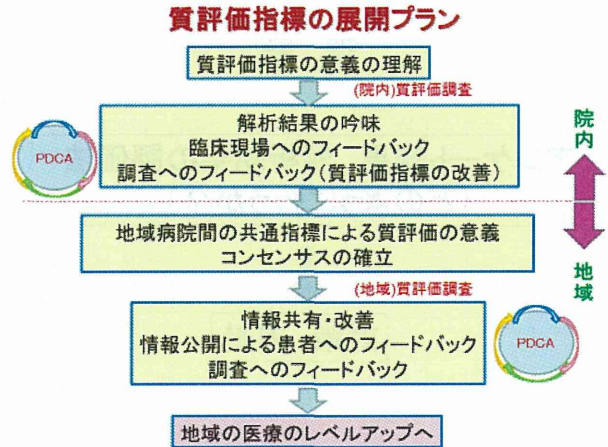 質評価指標の展開プラン
質評価指標の意義の理解
(院内)質評価調査
解析結果の吟味
臨床現場へのフィードバック
調査へのフィードバック(質評価指標の改善)
PDCA
院内
地域病院間の共通指標による質評価の意義
コンセンサスの確立
地域
(地域)質評価調査
情報共有・改善
情報公開による患者へのフィードバック
調査へのフィードバック
PDCA
地域の医療のレベルアップへ